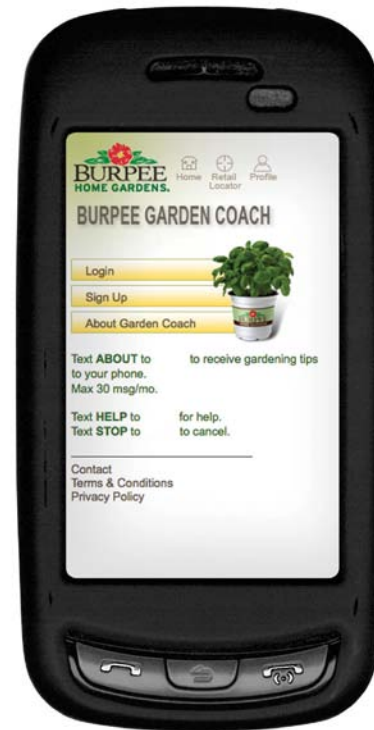 BURPEE
HOME GARDENS.
Home
Retail
Locator
Profile
BURPEE GARDEN COACH
Login
Sign Up
About Garden Coach
Text ABOUT to to receive gardening tips
to your phone.
Max 30 msg/mo.
Text HELP to for help.
Text STOP to to cancel.
Contact
Terms & Conditions
Privacy Policy